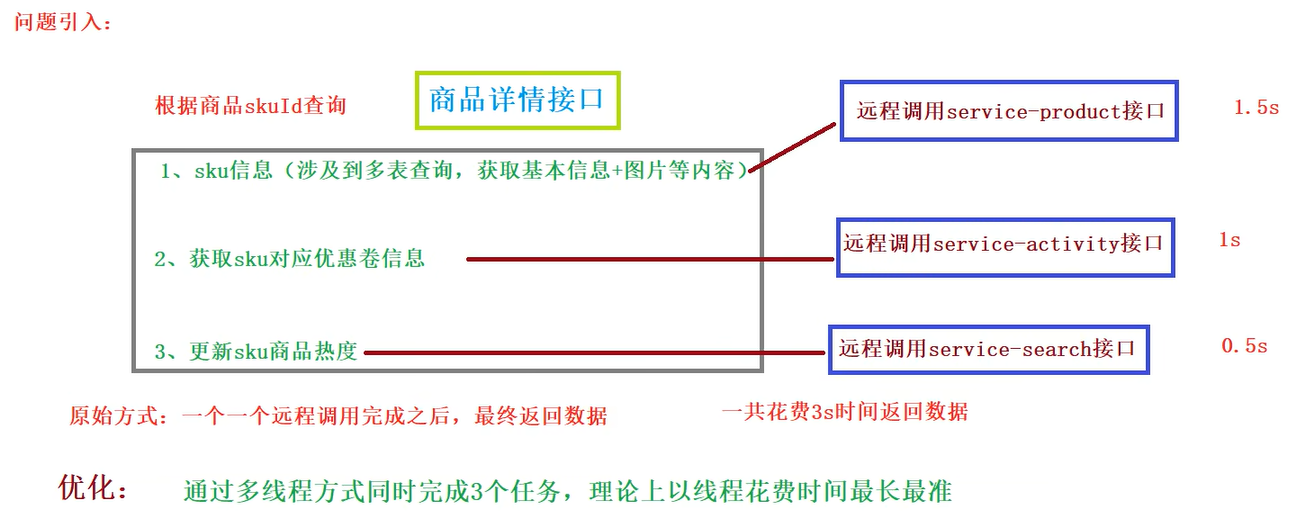 问题引入：
根据商品skuId查询
商品详情接口
远程调用service-product接口
1.5s
1、sku信息（涉及到多表查询，获取基本信息+图片等内容）
远程调用service-activity接口
1s
2、获取sku对应优惠卷信息
3、更新sku商品热度
远程调用service-search接口
0.5s
原始方式：一个一个远程调用完成之后，最终返回数据
一共花费3s时间返回数据
优化：
通过多线程方式同时完成3个任务，理论上以线程花费时间最长最准